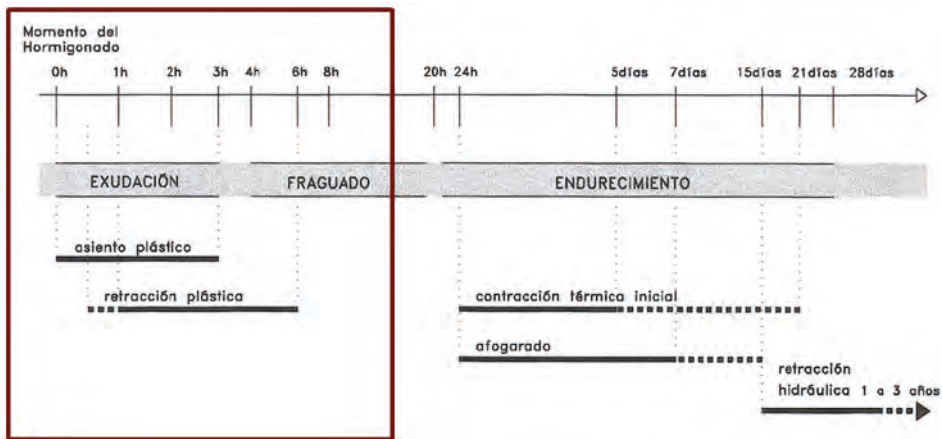 Momento del
Hormigonado
0h 1h 2h 3h 4h 6h 8h 20h 24h 5días 7días 15días 21días 28días
EXUDACIÓN FRAGUADO ENDURECIMIENTO
asiento plástico
retracción plástica
contracción térmica inicial
afogarado
retracción
hidráulica 1 a 3 años